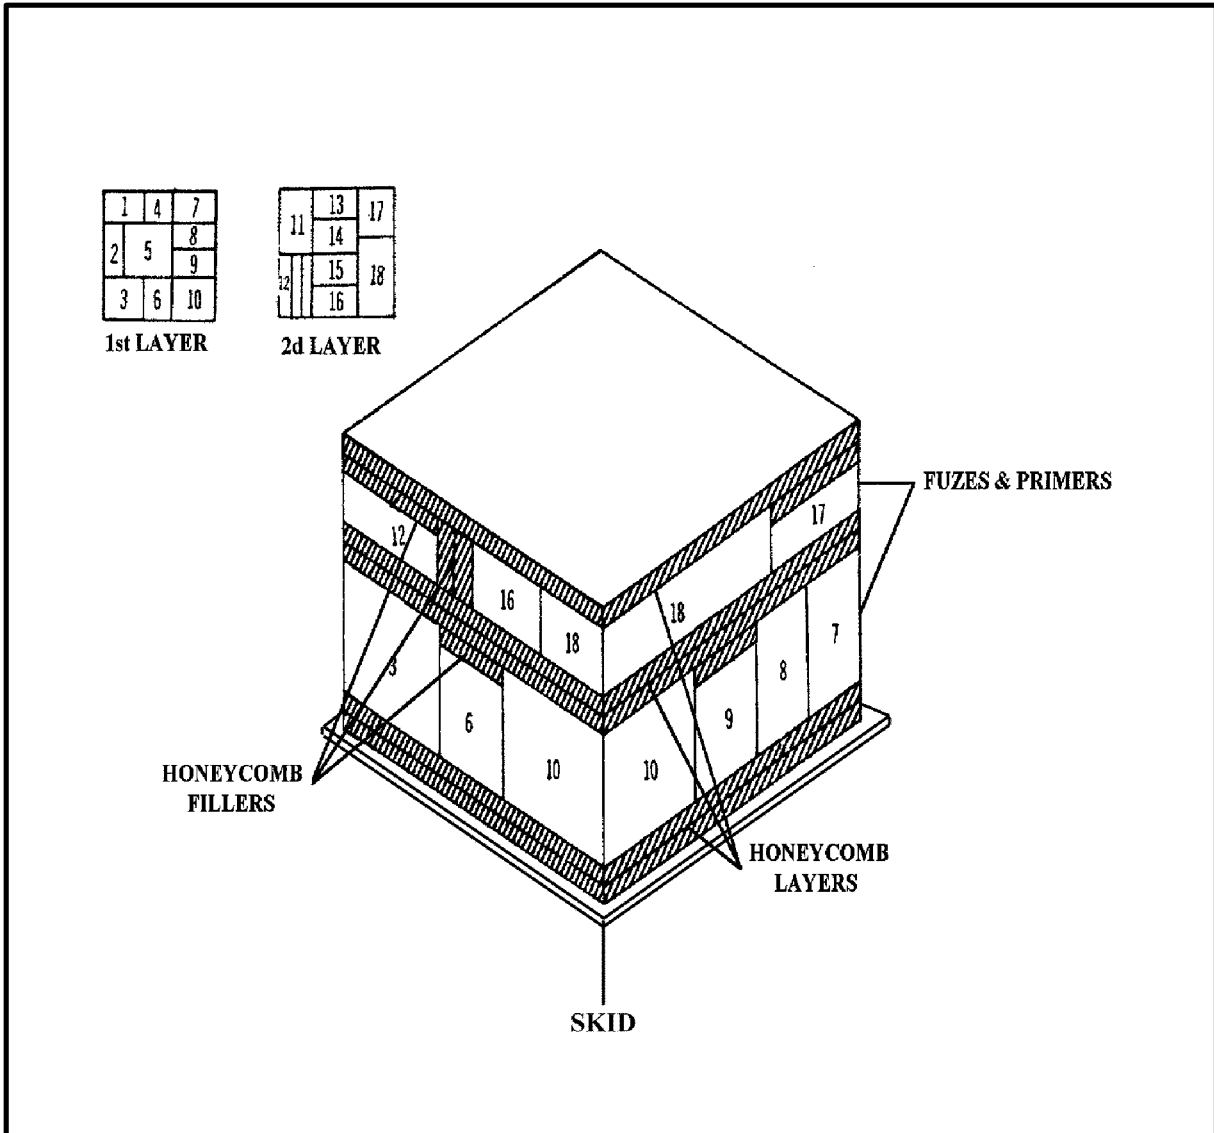 1 4 7
8
2 5
9
3 6 10
1st LAYER
13 17
11
14
15
12 18
16
2d LAYER
FUZES & PRIMERS
17
12
16
18
18
7
3
8
6
9
10
10
HONEYCOMB
FILLERS
HONEYCOMB
LAYERS
SKID